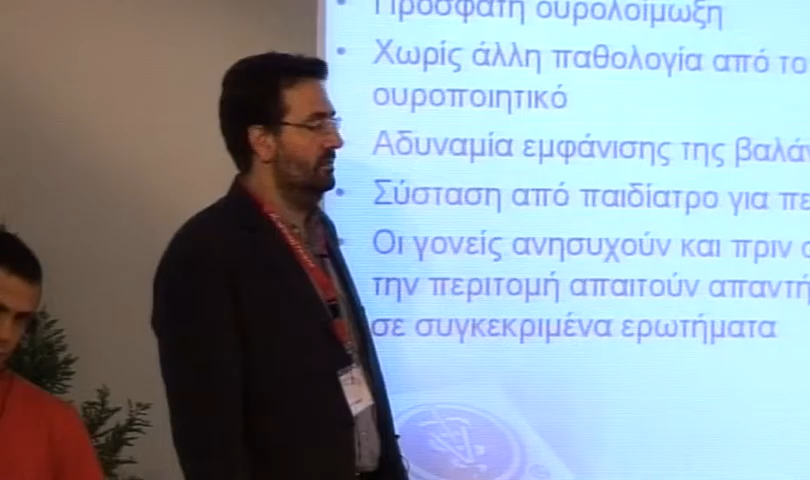 Πρόσφατη ουρολοίμωξη
Χωρίς άλλη παθολογία από το
ουροποιητικό
Αδυναμία εμφάνισης της
Σύσταση από παιδίατρο για
Οι γονείς ανησυχούν και πριν
την περιτομή απαιτούν
σε συγκεκριμένα ερωτήματα